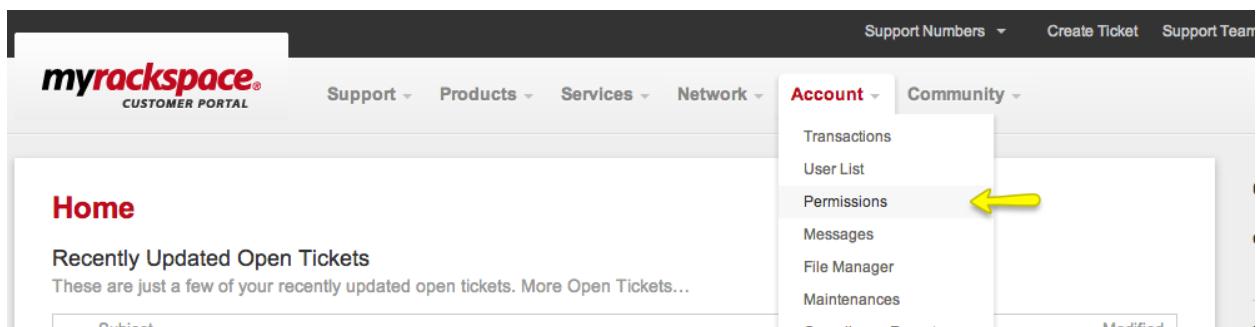 Support Numbers Create Ticket Support Team
myrackspace®
CUSTOMER PORTAL
Support Products Services Network Account Community
Transactions
User List
Permissions
Messages
File Manager
Maintenances
Home
Recently Updated Open Tickets
These are just a few of your recently updated open tickets. More Open Tickets...
Subject Modified